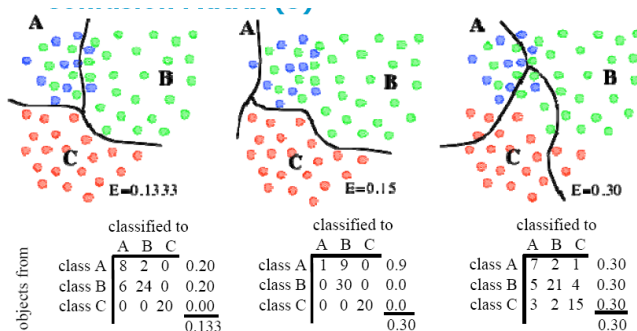 A
B
C
E=0.1333
A
B
C
E=0.15
A
B
C
E=0.30
objects from
classified to
A B C
class A 8 2 0 0.20
class B 6 24 0 0.20
class C 0 0 20 0.00
0.133
classified to
A B C
class A 1 9 0 0.9
class B 0 30 0 0.0
class C 0 0 20 0.0
0.30
classified to
A B C
class A 7 2 1 0.30
class B 5 21 4 0.30
class C 3 2 15 0.30
0.30